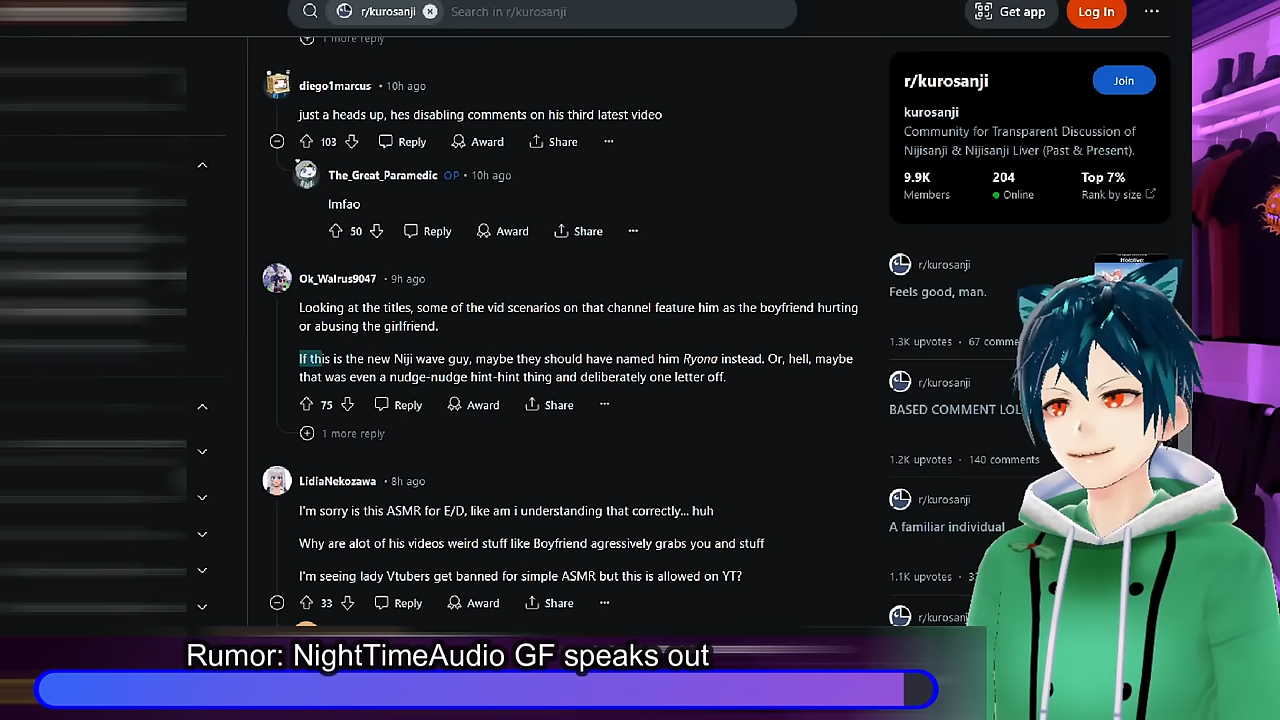 r/kurosanji
Search in r/kurosanji
Get app
Log In
1 more reply
diego1marcus • 10h ago
just a heads up, hes disabling comments on his third latest video
103 Reply Award Share
The_Great_Paramedic OP • 10h ago
lmfao
50 Reply Award Share
Ok_Walrus9047 • 9h ago
Looking at the titles, some of the vid scenarios on that channel feature him as the boyfriend hurting
or abusing the girlfriend.
If this is the new Niji wave guy, maybe they should have named him Ryona instead. Or, hell, maybe
that was even a nudge-nudge hint-hint thing and deliberately one letter off.
75 Reply Award Share
1 more reply
LidiaNekozawa • 8h ago
I'm sorry is this ASMR for E/D, like am i understanding that correctly... huh
Why are alot of his videos weird stuff like Boyfriend agressively grabs you and stuff
I'm seeing lady Vtubers get banned for simple ASMR but this is allowed on YT?
33 Reply Award Share
r/kurosanji
Join
kurosanji
Community for Transparent Discussion of
Nijisanji & Nijisanji Liver (Past & Present).
9.9K 204 Top 7%
Members Online Rank by size
r/kurosanji
Feels good, man.
1.3K upvotes • 67 comme
r/kurosanji
BASED COMMENT LOL
1.2K upvotes • 140 comments
r/kurosanji
A familiar individual
1.1K upvotes •
r/kurosanji
Hololive:
Rumor: NightTimeAudio GF speaks out